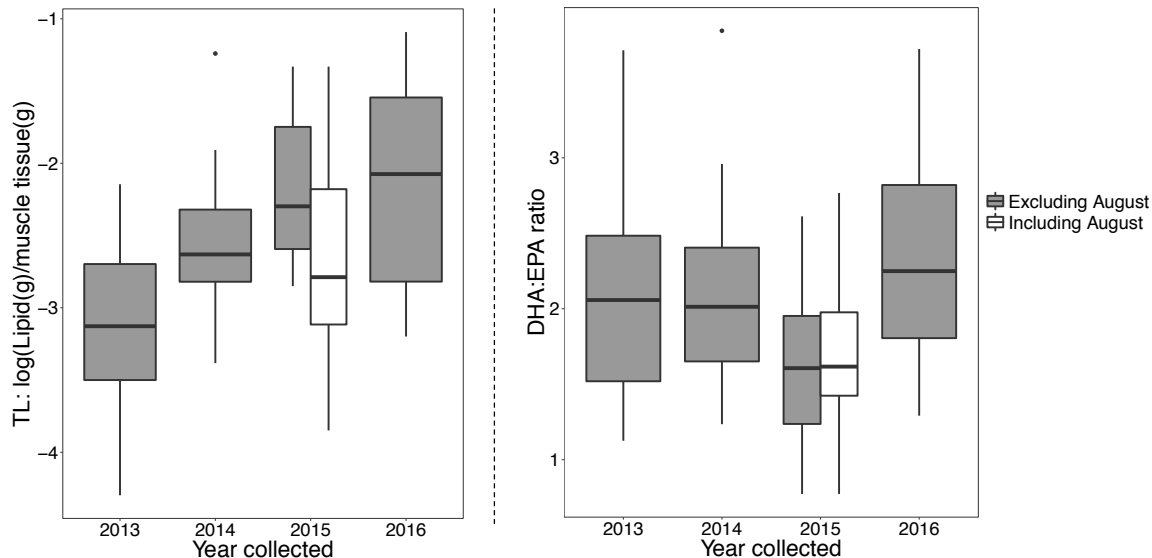 TL: log(Lipid(g)/muscle tissue(g)
−1
−2
−3
−4
2013 2014 2015 2016
Year collected
DHA:EPA ratio
3
2
1
2013 2014 2015 2016
Year collected
Excluding August
Including August